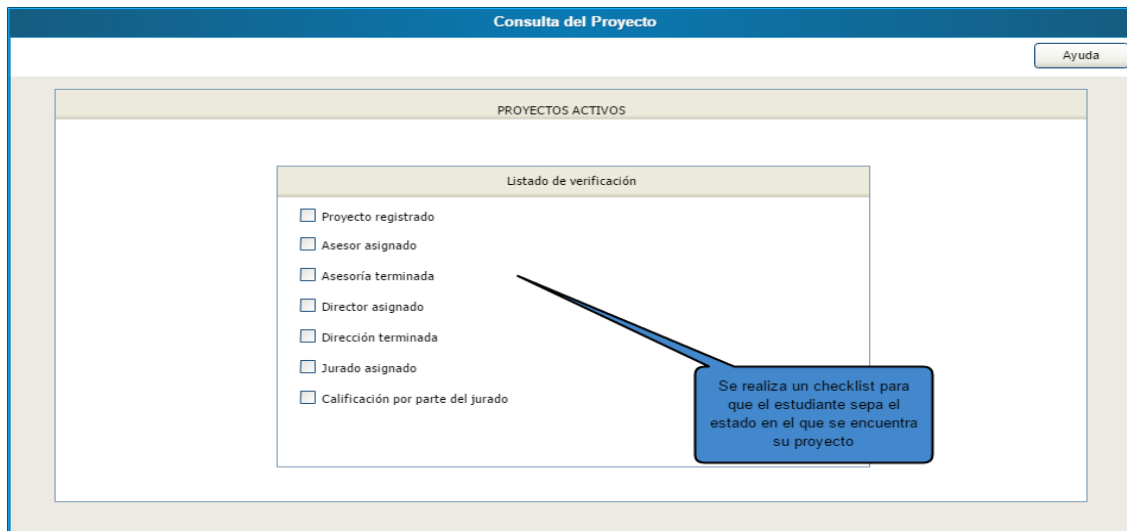 Consulta del Proyecto
Ayuda
PROYECTOS ACTIVOS
Listado de verificación
Proyecto registrado
Asesor asignado
Asesoría terminada
Director asignado
Dirección terminada
Jurado asignado
Calificación por parte del jurado
Se realiza un checklist para
que el estudiante sepa el
estado en el que se encuentra
su proyecto